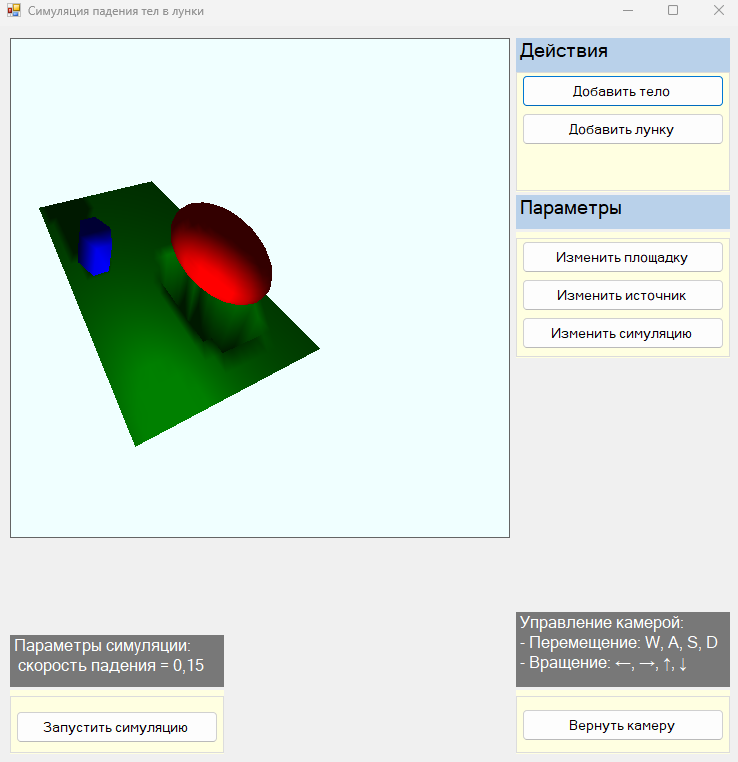 Симуляция падения тел в лунки
Действия
Добавить тело
Добавить лунку
Параметры
Изменить площадку
Изменить источник
Изменить симуляцию
Параметры симуляции:
скорость падения = 0,15
Запустить симуляцию
Управление камерой:
- Перемещение: W, A, S, D
- Вращение: ←, →, ↑, ↓
Вернуть камеру